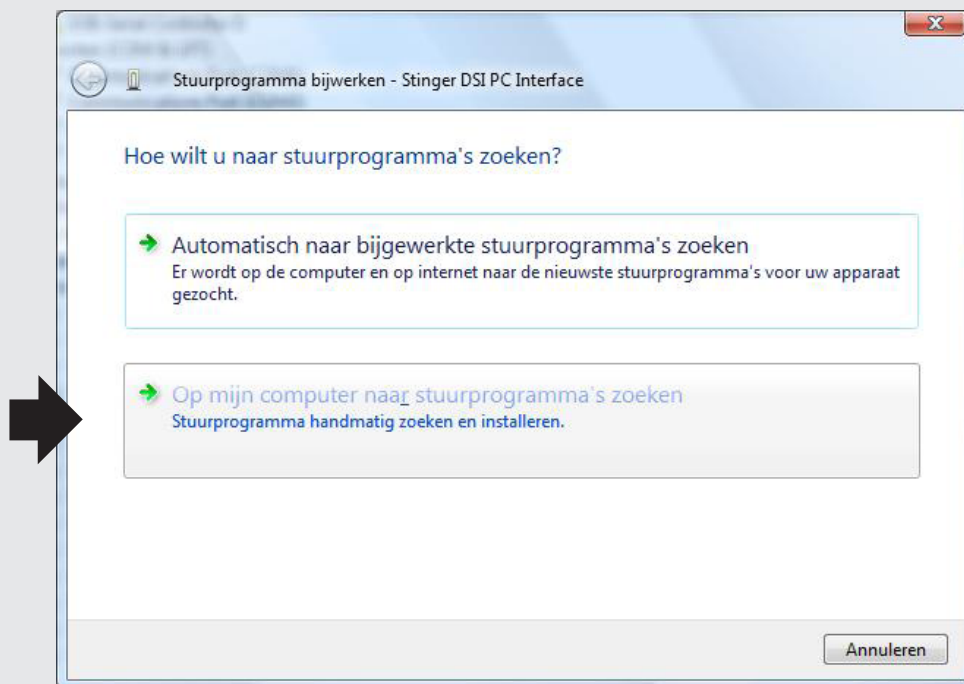 Stuurprogramma bijwerken - Stinger DSI PC Interface
Hoe wilt u naar stuurprogramma's zoeken?
Automatisch naar bijgewerkte stuurprogramma's zoeken
Er wordt op de computer en op internet naar de nieuwste stuurprogramma's voor uw apparaat
gezocht.
Op mijn computer naar stuurprogramma's zoeken
Stuurprogramma handmatig zoeken en installeren.
Annuleren